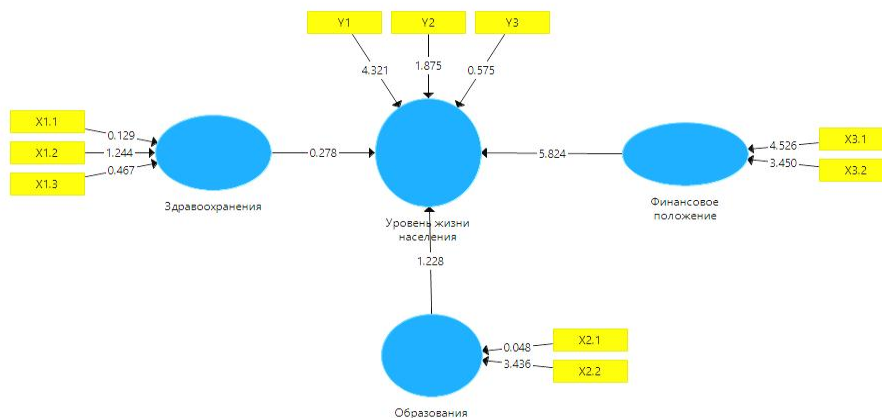 Y1
Y2
Y3
4.321
1.875
0.575
X1.1
X1.2
X1.3
0.129
1.244
0.467
Здравоохранения
0.278
Уровень жизни
населения
5.824
Финансовое
положение
4.526
3.450
X3.1
X3.2
1.228
0.048
3.436
X2.1
X2.2
Образования